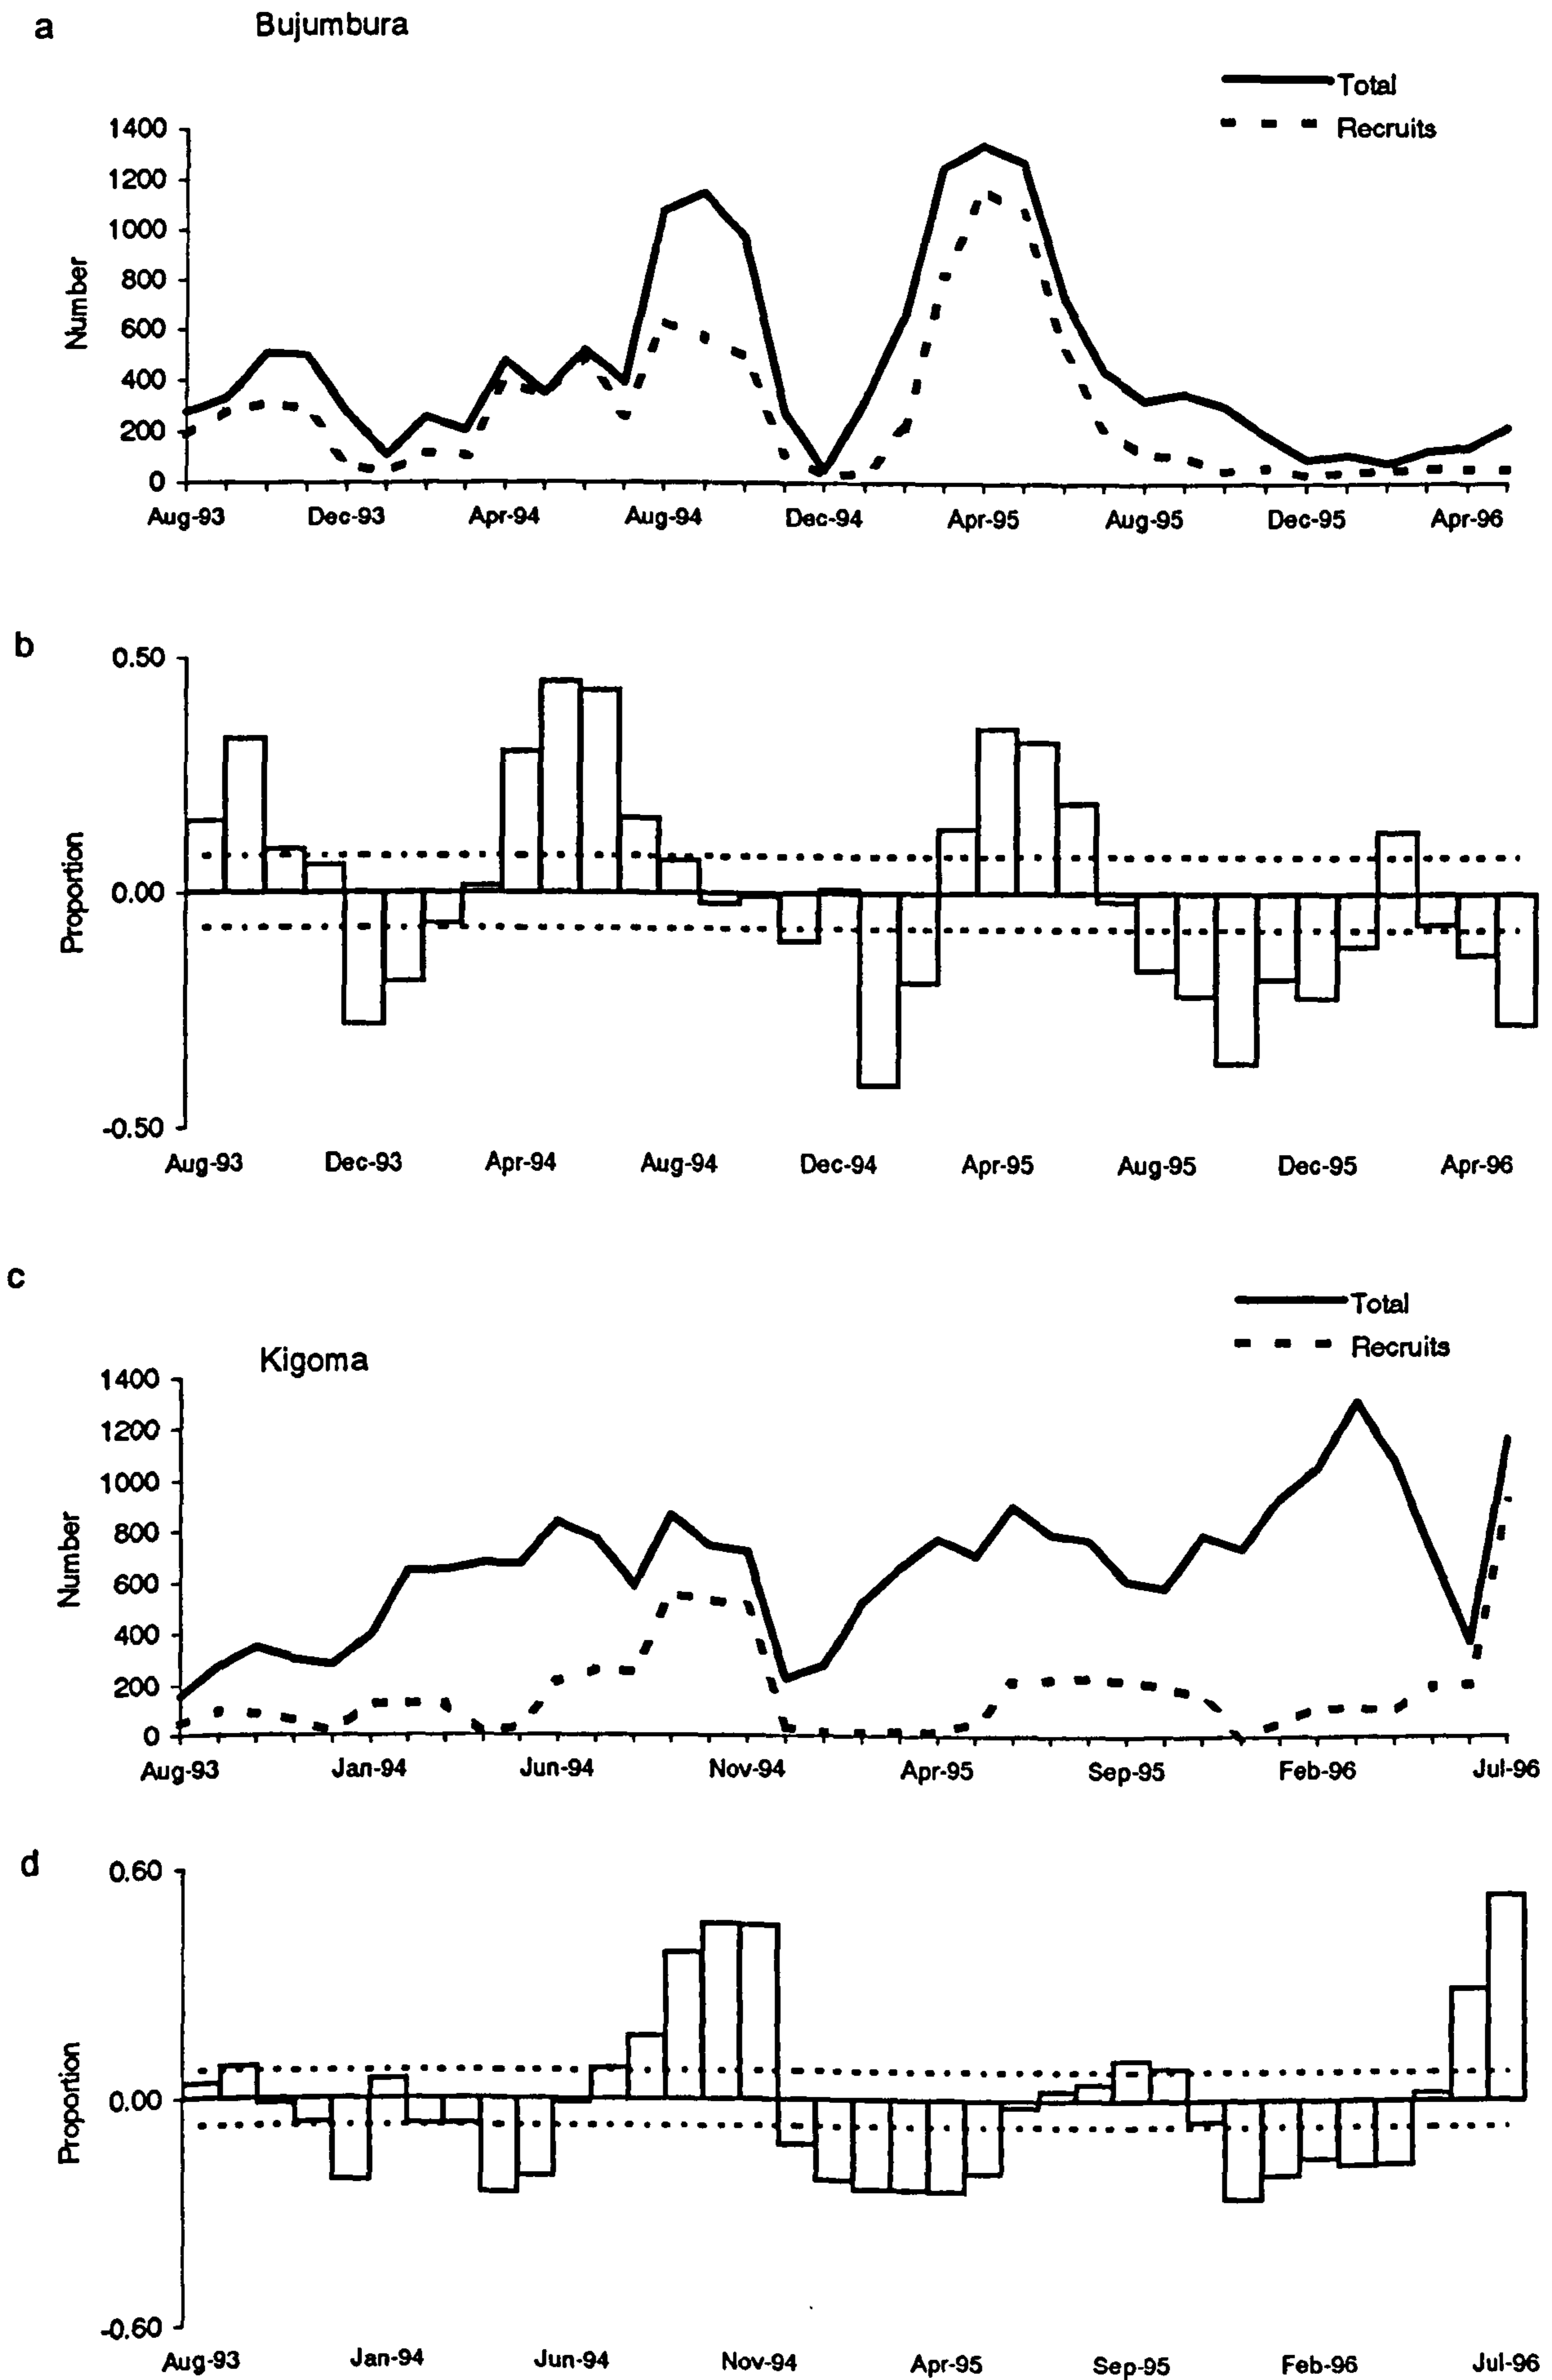 a
Bujumbura
Total
Recruits
1400
1200
1000
800
600
400
200
0
Number
Aug-93 Dec-93 Apr-94 Aug-94 Dec-94 Apr-95 Aug-95 Dec-95 Apr-96
b
0.50
0.00
-0.50
Proportion
Aug-93 Dec-93 Apr-94 Aug-94 Dec-94 Apr-95 Aug-95 Dec-95 Apr-96
c
Total
Recruits
Kigoma
1400
1200
1000
800
600
400
200
0
Number
Aug-93 Jan-94 Jun-94 Nov-94 Apr-95 Sep-95 Feb-96 Jul-96
d
0.60
0.00
-0.60
Proportion
Aug-93 Jan-94 Jun-94 Nov-94 Apr-95 Sep-95 Feb-96 Jul-96